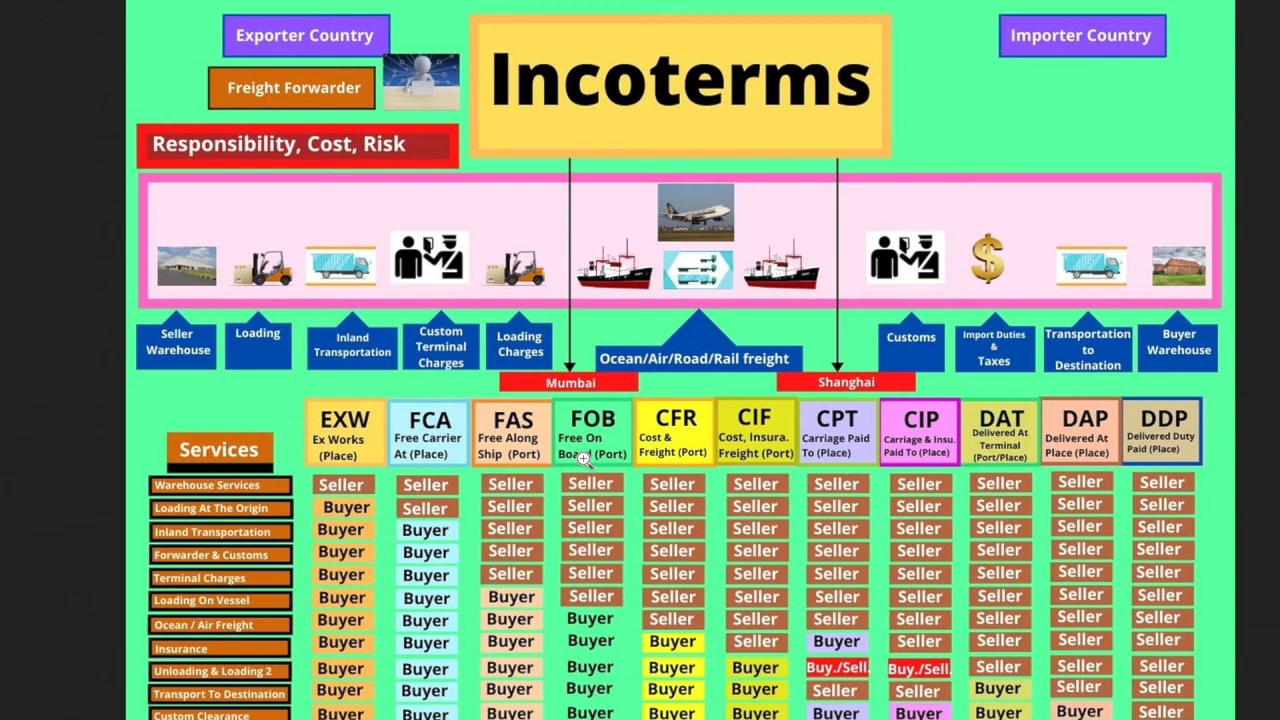 Exporter Country
Importer Country
Incoterms
Freight Forwarder
Responsibility, Cost, Risk
Seller
Warehouse
Loading
Inland
Transportation
Custom
Terminal
Charges
Loading
Charges
Ocean/Air/Road/Rail freight
Customs
Import Duties
&
Taxes
Transportation
to
Destination
Buyer
Warehouse
Mumbai
Shanghai
Services
EXW
Ex Works
(Place)
FCA
Free Carrier
At (Place)
FAS
Free Along
Ship (Port)
FOB
Free On
Board (Port)
CFR
Cost &
Freight (Port)
CIF
Cost, Insura.
Freight (Port)
CPT
Carriage Paid
To (Place)
CIP
Carriage & Insu.
Paid To (Place)
DAT
Delivered At
Terminal
(Port/Place)
DAP
Delivered At
Place (Place)
DDP
Delivered Duty
Paid (Place)
Warehouse Services Seller Seller Seller Seller Seller Seller Seller Seller Seller Seller Seller
Loading At The Origin Buyer Seller Seller Seller Seller Seller Seller Seller Seller Seller Seller
Inland Transportation Buyer Buyer Seller Seller Seller Seller Seller Seller Seller Seller Seller
Forwarder & Customs Buyer Buyer Seller Seller Seller Seller Seller Seller Seller Seller Seller
Terminal Charges Buyer Buyer Seller Seller Seller Seller Seller Seller Seller Seller Seller
Loading On Vessel Buyer Buyer Buyer Seller Seller Seller Seller Seller Seller Seller Seller
Ocean / Air Freight Buyer Buyer Buyer Buyer Seller Seller Seller Seller Seller Seller Seller
Insurance Buyer Buyer Buyer Buyer Buyer Seller Buyer Seller Seller Seller Seller
Unloading & Loading 2 Buyer Buyer Buyer Buyer Buyer Buyer Buy./Sell. Buy./Sell. Seller Seller Seller
Transport To Destination Buyer Buyer Buyer Buyer Buyer Buyer Seller Seller Buyer Seller Seller
Custom Clearance Buyer Buyer Buyer Buyer Buyer Buyer Buyer Buyer Buyer Buyer Seller